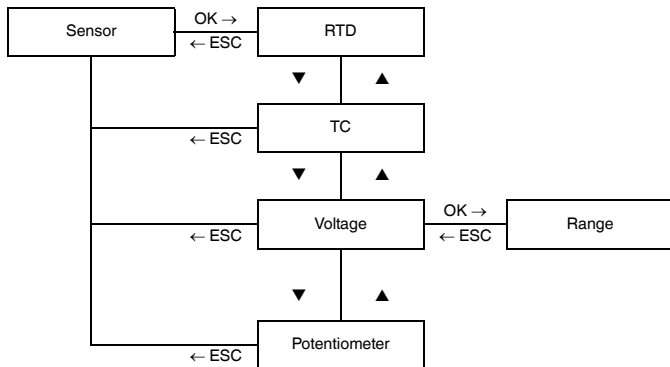 Sensor
OK →
← ESC
RTD
▼ ▲
← ESC
TC
▼ ▲
← ESC
Voltage
OK →
← ESC
Range
▼ ▲
← ESC
Potentiometer